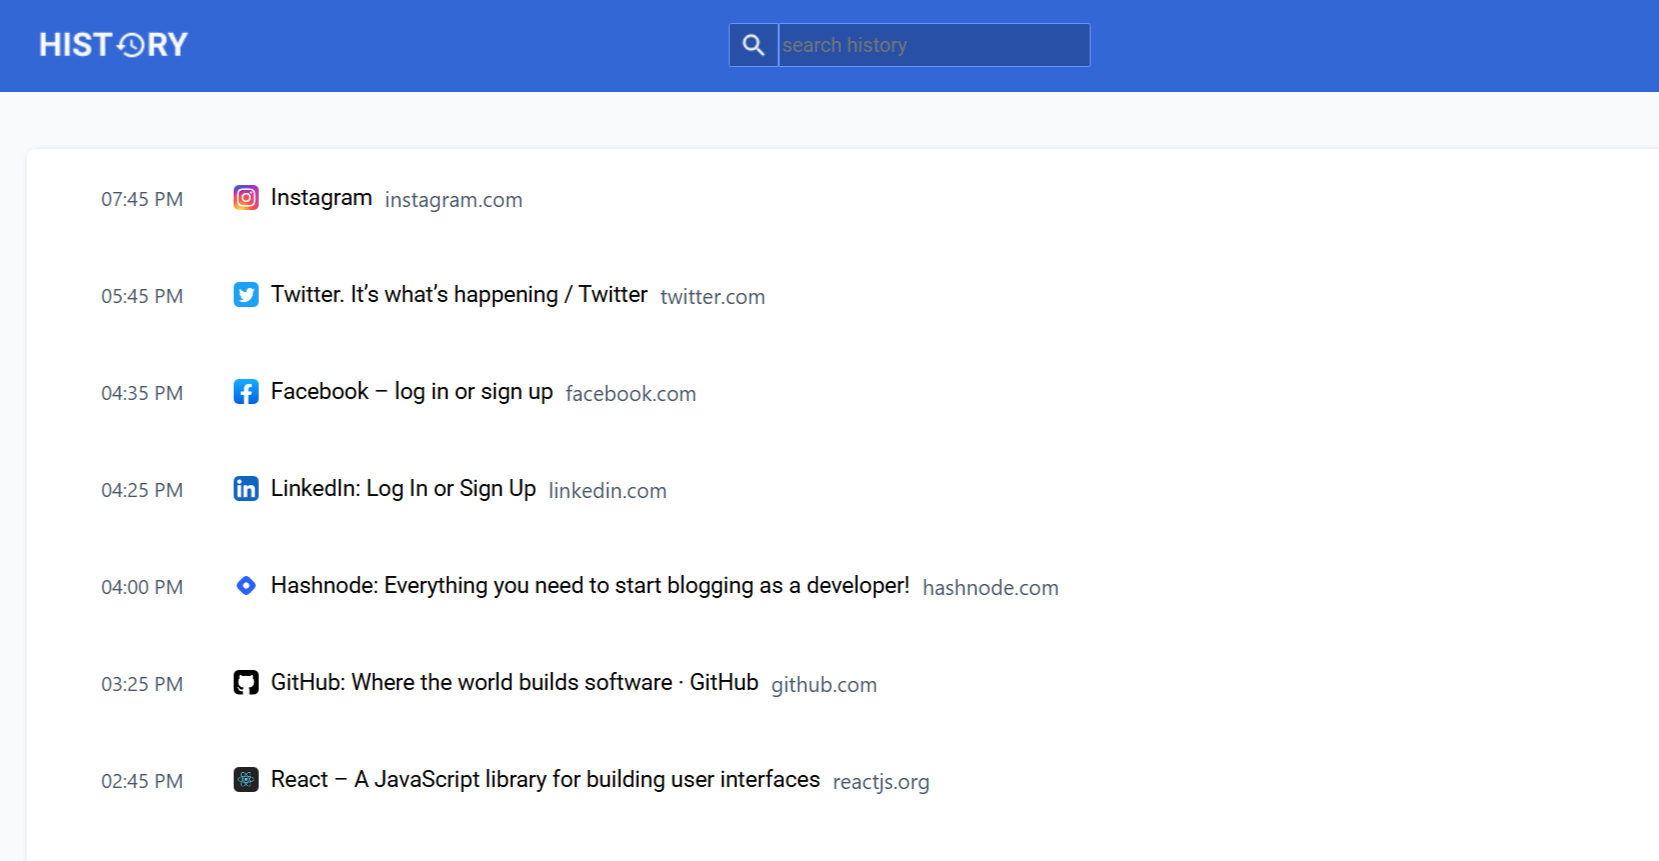 HISTORY
search history
07:45 PM Instagram instagram.com
05:45 PM Twitter. It’s what’s happening / Twitter twitter.com
04:35 PM Facebook – log in or sign up facebook.com
04:25 PM LinkedIn: Log In or Sign Up linkedin.com
04:00 PM Hashnode: Everything you need to start blogging as a developer! hashnode.com
03:25 PM GitHub: Where the world builds software · GitHub github.com
02:45 PM React – A JavaScript library for building user interfaces reactjs.org